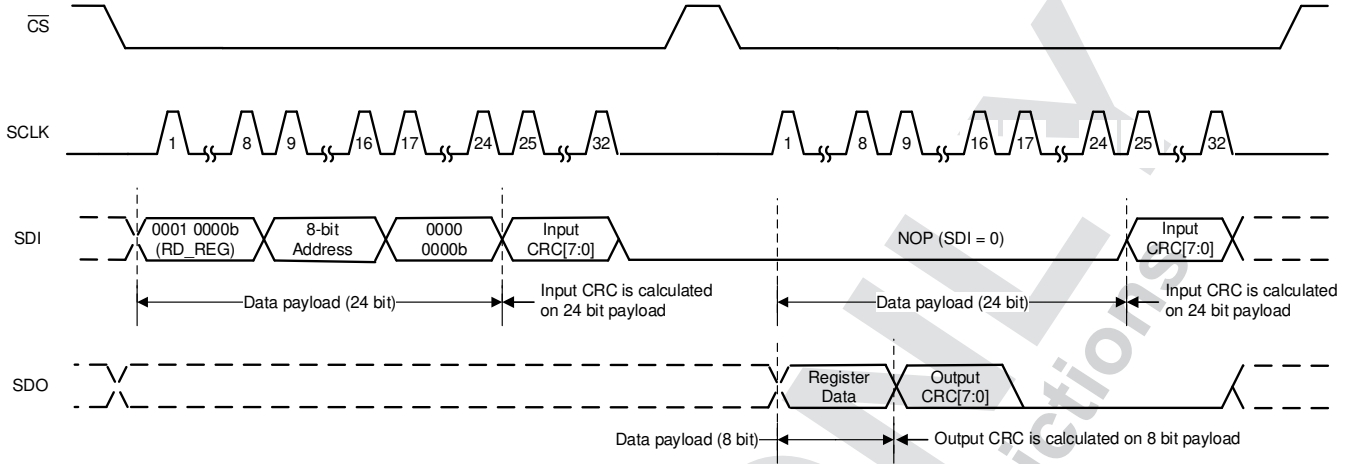 CS
SCLK
1 8 9 16 17 24 25 32 1 8 9 16 17 24 25 32
SDI
0001 0000b
(RD_REG)
8-bit
Address
0000
0000b
Input
CRC[7:0]
NOP (SDI = 0)
Input
CRC[7:0]
Data payload (24 bit)
Input CRC is calculated
on 24 bit payload
Data payload (24 bit)
Input CRC is calculated
on 24 bit payload
SDO
Register
Data
Output
CRC[7:0]
Data payload (8 bit)
Output CRC is calculated on 8 bit payload